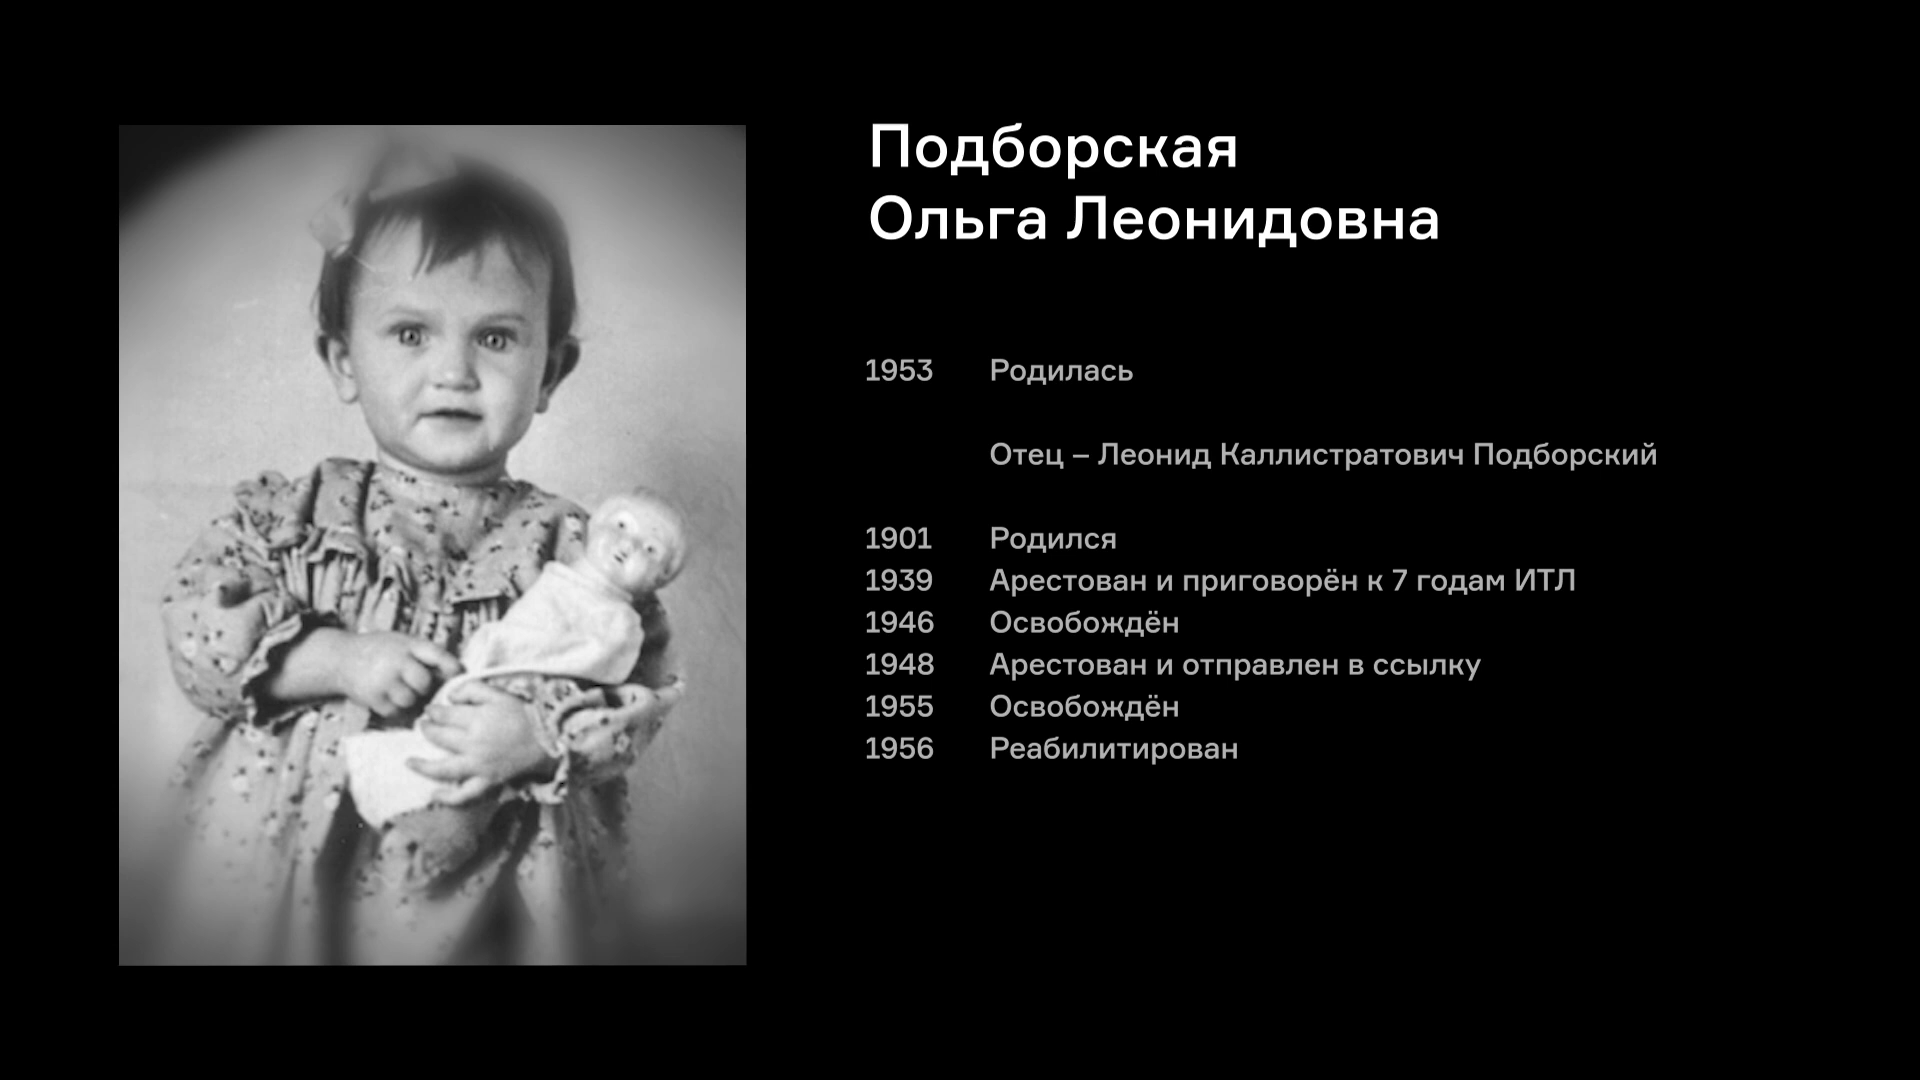 Подборская
Ольга Леонидовна
1953 Родилась
Отец – Леонид Каллистратович Подборский
1901 Родился
1939 Арестован и приговорён к 7 годам ИТЛ
1946 Освобождён
1948 Арестован и отправлен в ссылку
1955 Освобождён
1956 Реабилитирован